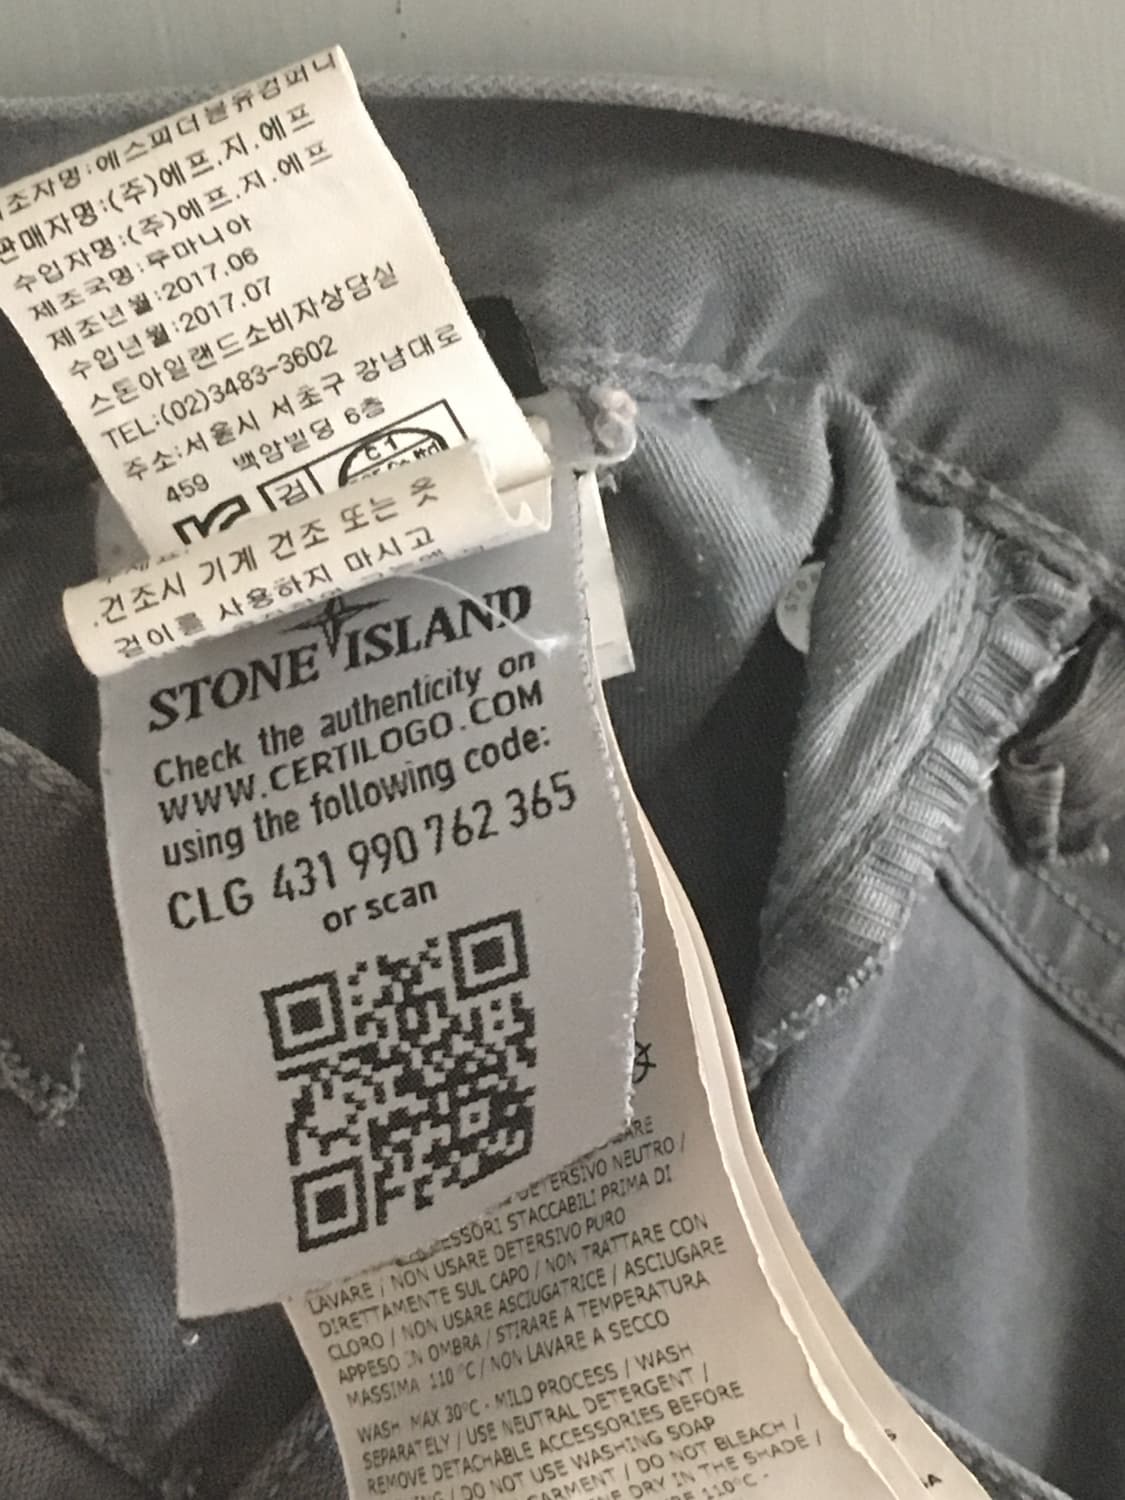 조자명:에스피더블유컴퍼니
판매자명:(주)에프.지.에프
수입자명:(주)에프.지.에프
제조국명:루마니아
제조년월:2017.06
수입년월:2017.07
스톤아일랜드소비자상담실
TEL:(02)3483-3602
주소:서울시 서초구 강남대로
459 백암빌딩 6층
검
건조시 기계 건조 또는 옷
걸이를 사용하지 마시고
STONE ISLAND
Check the authenticity on
WWW.CERTILOGO.COM
using the following code:
CLG 431 990 762 365
or scan
DETERSIVO NEUTRO /
STACCABILI PRIMA DI
LAVARE / NON USARE DETERSIVO PURO
DIRETTAMENTE SUL CAPO / NON TRATTARE CON
CLORO / NON USARE ASCIUGATRICE / ASCIUGARE
APPESO IN OMBRA / STIRARE A TEMPERATURA
MASSIMA 110 °C / NON LAVARE A SECCO
WASH MAX 30°C - MILD PROCESS / WASH
SEPARATELY / USE NEUTRAL DETERGENT /
REMOVE DETACHABLE ACCESSORIES BEFORE
/ DO NOT USE WASHING SOAP
GARMENT / DO NOT BLEACH /
DRY IN THE SHADE /
110°C -